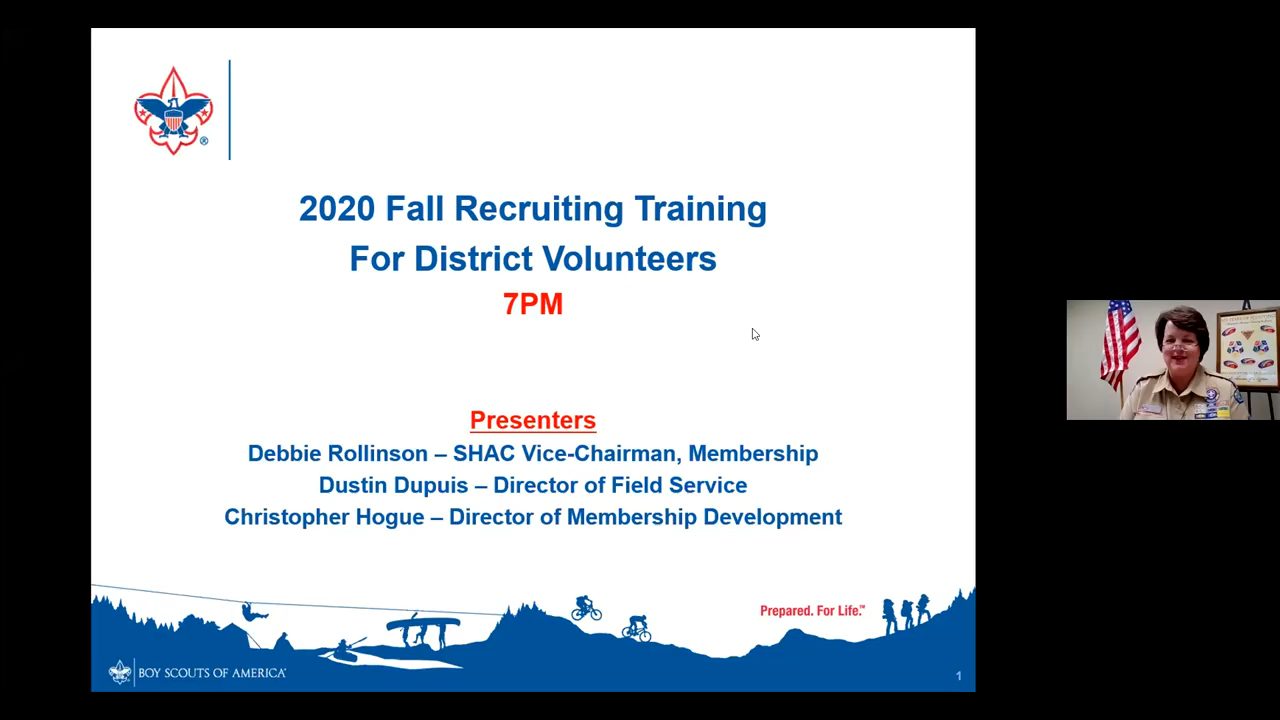 ®
2020 Fall Recruiting Training
For District Volunteers
7PM
Presenters
Debbie Rollinson – SHAC Vice-Chairman, Membership
Dustin Dupuis – Director of Field Service
Christopher Hogue – Director of Membership Development
Prepared. For Life.™
BOY SCOUTS OF AMERICA®
1